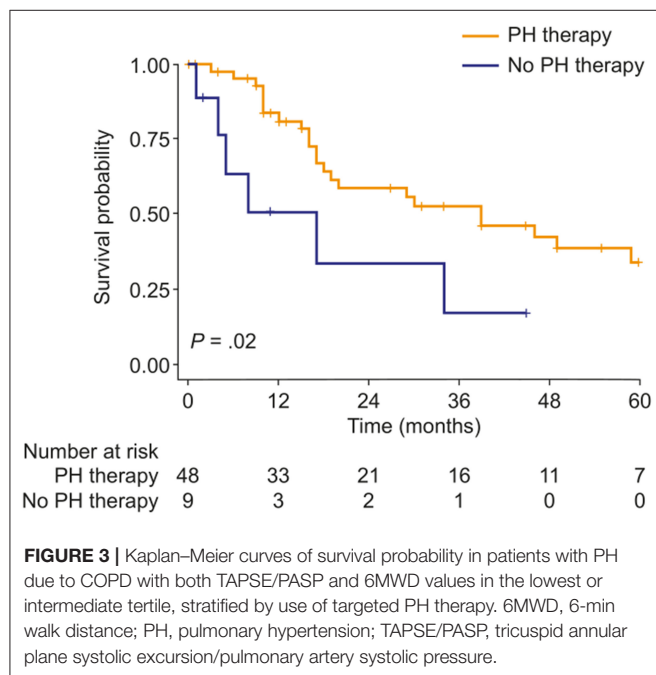 PH therapy
No PH therapy
1.00
0.75
0.50
0.25
0.00
Survival probability
P = .02
0 12 24 36 48 60
Time (months)
Number at risk
PH therapy 48 33 21 16 11 7
No PH therapy 9 3 2 1 0 0
FIGURE 3 | Kaplan–Meier curves of survival probability in patients with PH
due to COPD with both TAPSE/PASP and 6MWD values in the lowest or
intermediate tertile, stratified by use of targeted PH therapy. 6MWD, 6-min
walk distance; PH, pulmonary hypertension; TAPSE/PASP, tricuspid annular
plane systolic excursion/pulmonary artery systolic pressure.